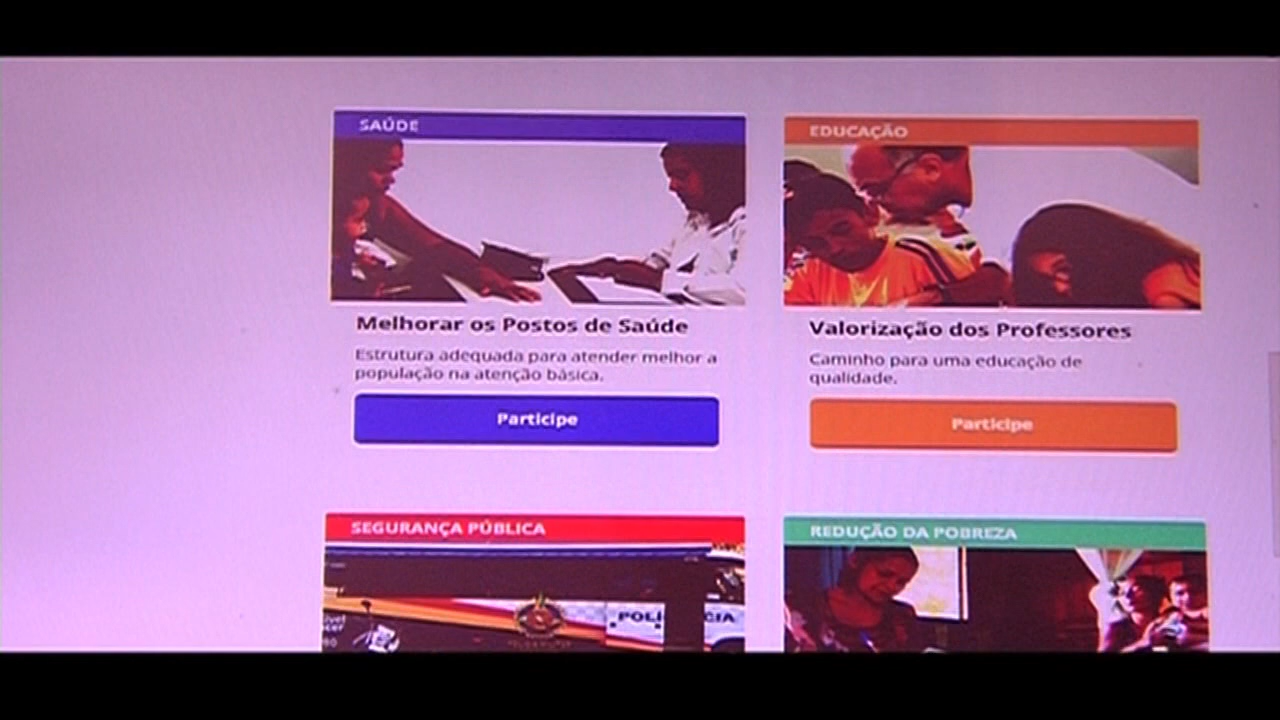 SAÚDE
Melhorar os Postos de Saúde
Estrutura adequada para atender melhor a
população na atenção básica.
Participe
EDUCAÇÃO
Valorização dos Professores
Caminho para uma educação de
qualidade.
Participe
SEGURANÇA PÚBLICA
REDUÇÃO DA POBREZA